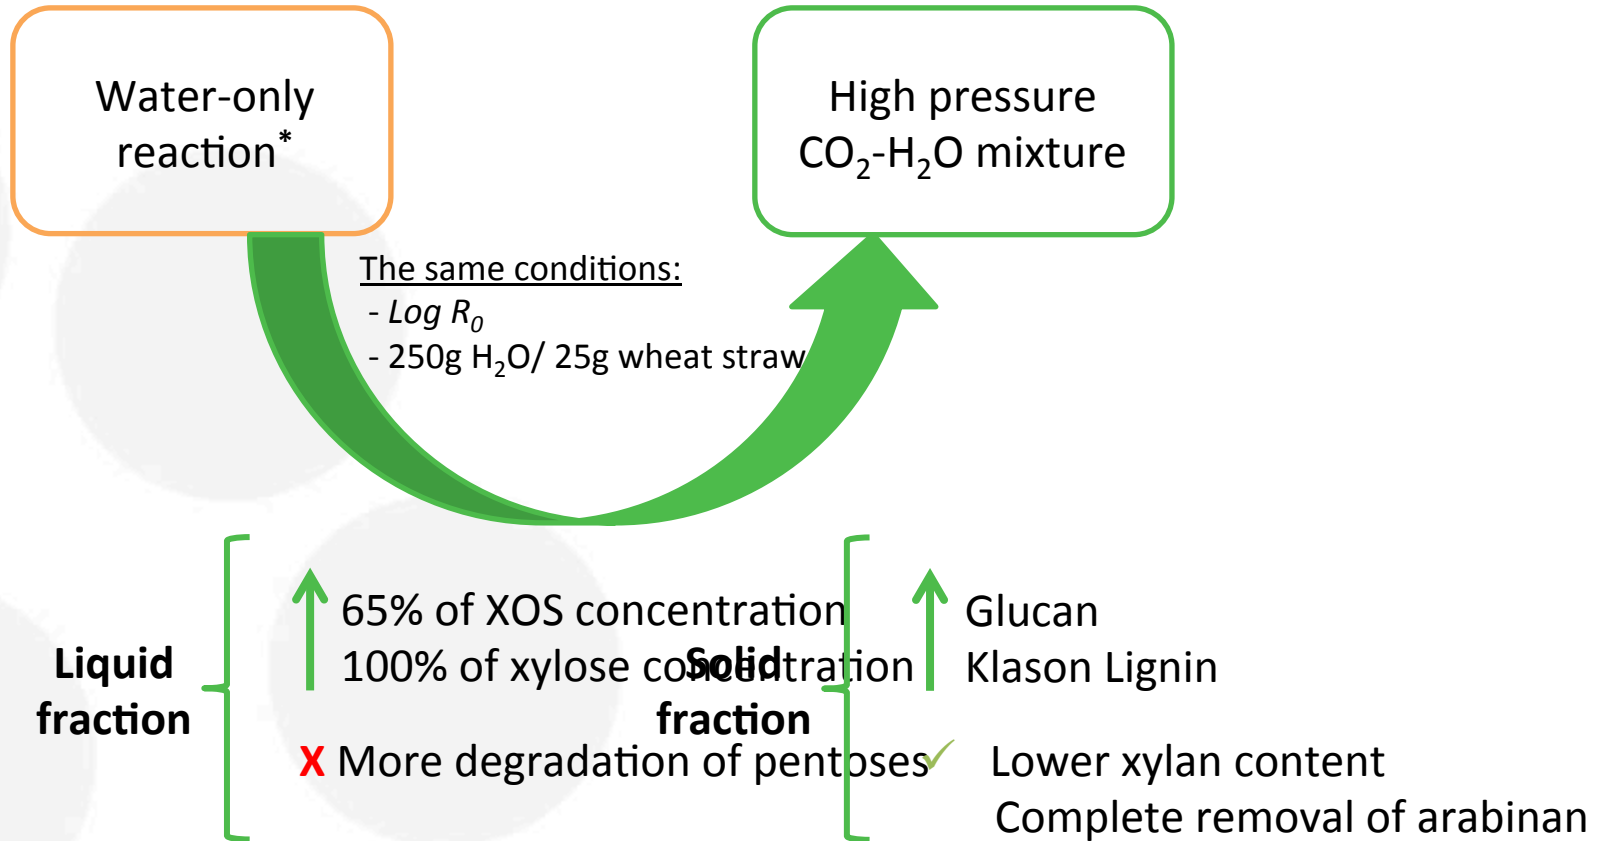 Water-only
reaction*
High pressure
CO₂-H₂O mixture
The same conditions:
- Log R₀
- 250g H₂O/ 25g wheat straw
Liquid
fraction
65% of XOS concentration
100% of xylose concentration
X More degradation of pentoses
Solid
fraction
Glucan
Klason Lignin
✓ Lower xylan content
Complete removal of arabinan